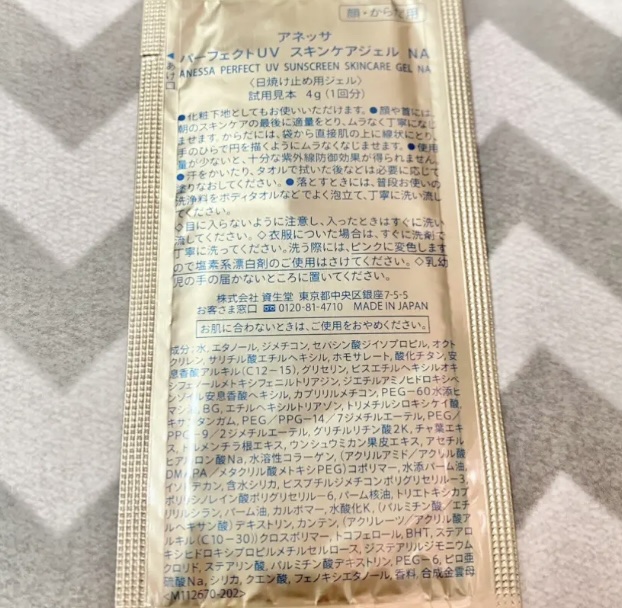 顔・からだ用
◀あけ口
アネッサ
パーフェクトUV スキンケアジェル NA
ANESSA PERFECT UV SUNSCREEN SKINCARE GEL NA
〈日焼け止め用ジェル〉
試用見本 4g(1回分)
●化粧下地としてもお使いいただけます。●顔や首には、
朝のスキンケアの最後に適量をとり、ムラなく丁寧になじ
ませます。からだには、袋から直接肌の上に線状にとり、
手のひらで円を描くようにムラなくなじませます。●使用
量が少ないと、十分な紫外線防御効果が得られません。
●汗をかいたり、タオルで拭いた後などは必要に応じて
塗りなおしてください。●落とすときには、普段お使いの
洗浄料をボディタオルなどでよく泡立て、丁寧に洗い流し
てください。
◇目に入らないように注意し、入ったときはすぐに洗い
流してください。◇衣服についた場合は、すぐに洗剤で
丁寧に洗ってください。洗う際には、ピンクに変色します
ので塩素系漂白剤のご使用はさけてください。◇乳幼
児の手の届かないところに置いてください。
株式会社 資生堂 東京都中央区銀座7-5-5
お客さま窓口 0120-81-4710 MADE IN JAPAN
お肌に合わないときは、ご使用をおやめください。
成分:水, エタノール, ジメチコン, セバシン酸ジイソプロピル, オクト
クリレン, サリチル酸エチルヘキシル, ホモサレート, 酸化チタン, 安
息香酸アルキル(C12-15), グリセリン, ビスエチルヘキシルオキ
シフェノールメトキシフェニルトリアジン, ジエチルアミノヒドロキシベ
ンゾイル安息香酸ヘキシル, カプリリルメチコン, PEG-60水添ヒ
マシ油, BG, エチルヘキシルトリアゾン, トリメチルシロキシケイ酸,
キサンタンガム, PEG/PPG-14/7ジメチルエーテル, PEG/
PPG-9/2ジメチルエーテル, グリチルリチン酸2K, チャ葉エキ
ス, トルメンチラ根エキス, ウンシュウミカン果皮エキス, アセチル
ヒアルロン酸Na, 水溶性コラーゲン, (アクリルアミド/アクリル酸
DMAPA/メタクリル酸メトキシPEG)コポリマー, 水添パーム油,
イソドデカン, 含水シリカ, ビスブチルジメチコンポリグリセリル-3,
ポリリシノレイン酸ポリグリセリル-6, パーム核油, トリエトキシカプ
リリルシラン, パーム油, カルボマー, 水酸化K, (パルミチン酸/エチ
ルヘキサン酸)デキストリン, カンテン, (アクリレーツ/アクリル酸ア
ルキル(C10-30))クロスポリマー, トコフェロール, BHT, ステアロ
キシヒドロキシプロピルメチルセルロース, ジステアリルジモニウム
クロリド, ステアリン酸, パルミチン酸デキストリン, PEG-6, ピロ亜
硫酸Na, シリカ, クエン酸, フェノキシエタノール, 香料, 合成金雲母
<M112670-202>